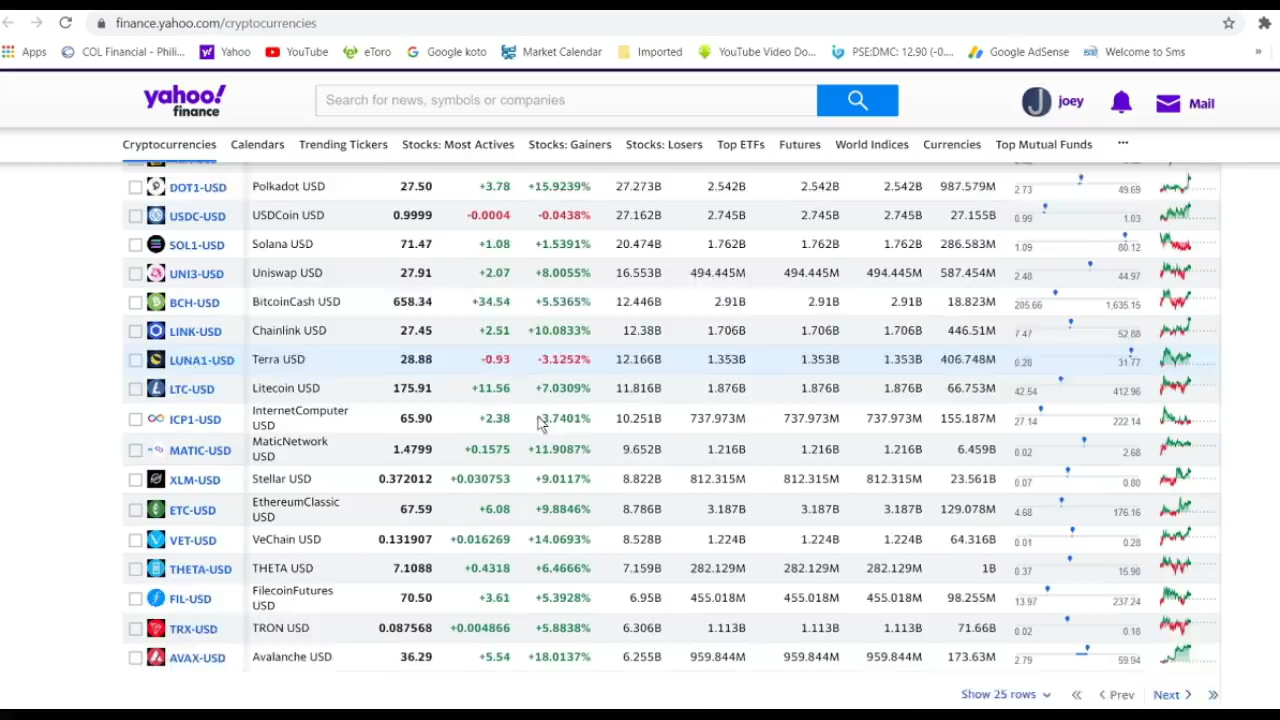 finance.yahoo.com/cryptocurrencies
Apps COL Financial - Phili... Yahoo YouTube eToro Google koto Market Calendar Imported YouTube Video Do... PSE:DMC: 12.90 (-0.... Google AdSense Welcome to Sms »
yahoo!
finance
Search for news, symbols or companies
J joey Mail
Cryptocurrencies Calendars Trending Tickers Stocks: Most Actives Stocks: Gainers Stocks: Losers Top ETFs Futures World Indices Currencies Top Mutual Funds ...
DOT1-USD Polkadot USD 27.50 +3.78 +15.9239% 27.273B 2.542B 2.542B 2.542B 987.579M 2.73 49.69
USDC-USD USDCoin USD 0.9999 -0.0004 -0.0438% 27.162B 2.745B 2.745B 2.745B 27.155B 0.99 1.03
SOL1-USD Solana USD 71.47 +1.08 +1.5391% 20.474B 1.762B 1.762B 1.762B 286.583M 1.09 80.12
UNI3-USD Uniswap USD 27.91 +2.07 +8.0055% 16.553B 494.445M 494.445M 494.445M 587.454M 2.48 44.97
BCH-USD BitcoinCash USD 658.34 +34.54 +5.5365% 12.446B 2.91B 2.91B 2.91B 18.823M 205.66 1,635.15
LINK-USD Chainlink USD 27.45 +2.51 +10.0833% 12.38B 1.706B 1.706B 1.706B 446.51M 7.47 52.88
LUNA1-USD Terra USD 28.88 -0.93 -3.1252% 12.166B 1.353B 1.353B 1.353B 406.748M 0.28 31.77
LTC-USD Litecoin USD 175.91 +11.56 +7.0309% 11.816B 1.876B 1.876B 1.876B 66.753M 42.54 412.96
ICP1-USD InternetComputer USD 65.90 +2.38 +3.7401% 10.251B 737.973M 737.973M 737.973M 155.187M 27.14 222.14
MATIC-USD MaticNetwork USD 1.4799 +0.1575 +11.9087% 9.652B 1.216B 1.216B 1.216B 6.459B 0.02 2.68
XLM-USD Stellar USD 0.372012 +0.030753 +9.0117% 8.822B 812.315M 812.315M 812.315M 23.561B 0.07 0.80
ETC-USD EthereumClassic USD 67.59 +6.08 +9.8846% 8.786B 3.187B 3.187B 3.187B 129.078M 4.68 176.16
VET-USD VeChain USD 0.131907 +0.016269 +14.0693% 8.528B 1.224B 1.224B 1.224B 64.316B 0.01 0.28
THETA-USD THETA USD 7.1088 +0.4318 +6.4666% 7.159B 282.129M 282.129M 282.129M 1B 0.37 15.90
FIL-USD FilecoinFutures USD 70.50 +3.61 +5.3928% 6.95B 455.018M 455.018M 455.018M 98.255M 13.97 237.24
TRX-USD TRON USD 0.087568 +0.004866 +5.8838% 6.306B 1.113B 1.113B 1.113B 71.66B 0.02 0.18
AVAX-USD Avalanche USD 36.29 +5.54 +18.0137% 6.255B 959.844M 959.844M 959.844M 173.63M 2.79 59.94
Show 25 rows Prev Next